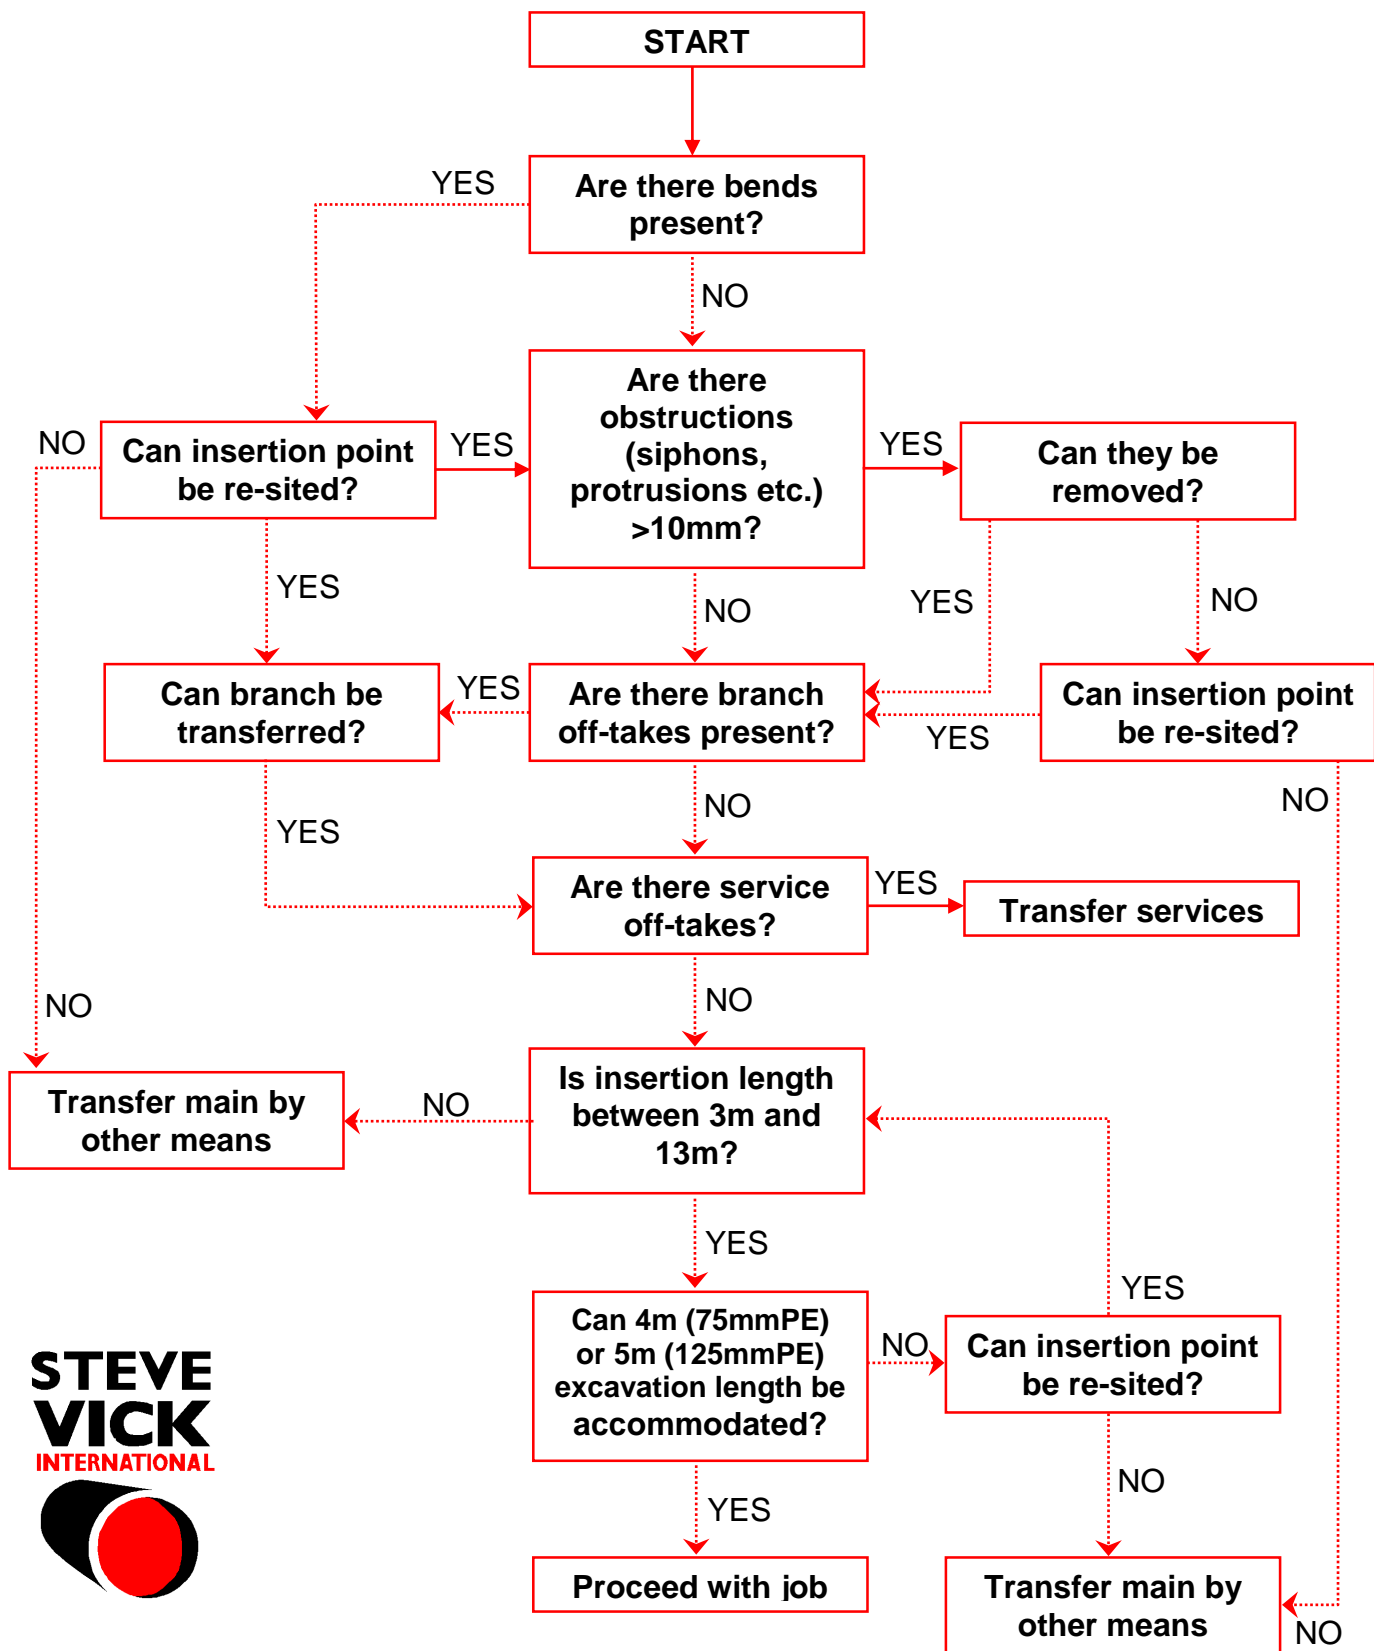 START
YES
Are there bends
present?
NO
Are there
obstructions
(siphons,
protrusions etc.)
>10mm?
NO
Can insertion point
be re-sited?
YES
YES
Can they be
removed?
YES
NO
YES
NO
Can branch be
transferred?
YES
Are there branch
off-takes present?
YES
Can insertion point
be re-sited?
NO
YES
NO
Are there service
off-takes?
YES
Transfer services
NO
NO
Transfer main by
other means
NO
Is insertion length
between 3m and
13m?
YES
YES
Can 4m (75mmPE)
or 5m (125mmPE)
excavation length be
accommodated?
NO
Can insertion point
be re-sited?
STEVE
VICK
INTERNATIONAL
YES
NO
Proceed with job
Transfer main by
other means
NO